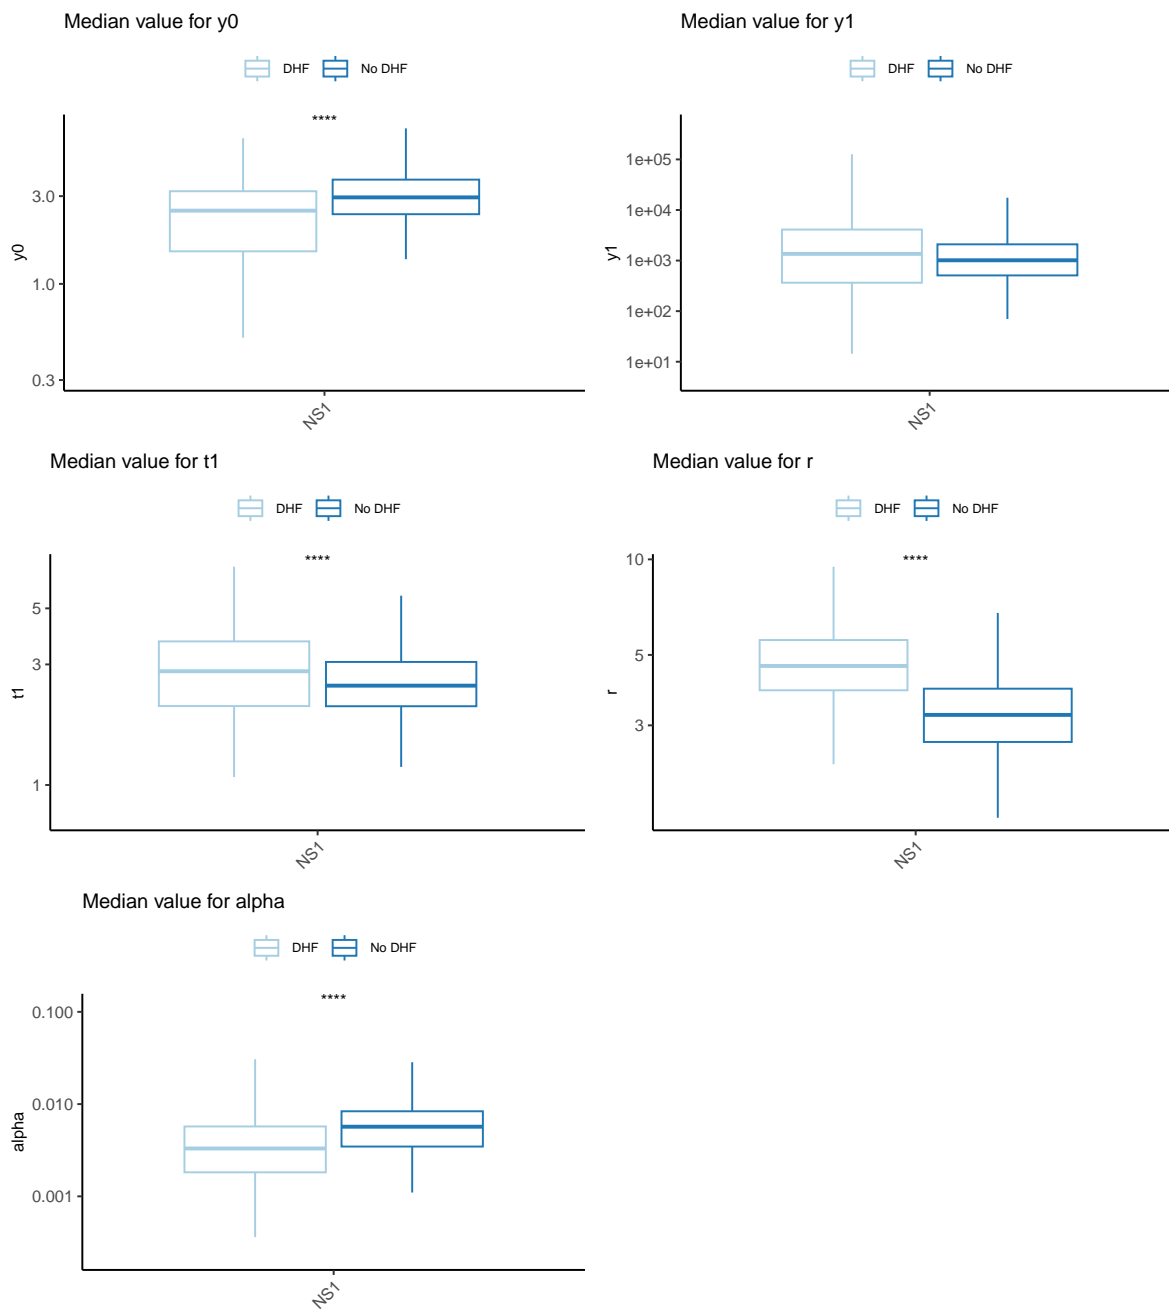 Median value for y0
DHF No DHF
****
3.0
1.0
0.3
y0
NS1
Median value for y1
DHF No DHF
1e+05
1e+04
1e+03
1e+02
1e+01
y1
NS1
Median value for t1
DHF No DHF
****
5
3
1
t1
NS1
Median value for r
DHF No DHF
****
10
5
3
r
NS1
Median value for alpha
DHF No DHF
****
0.100
0.010
0.001
alpha
NS1